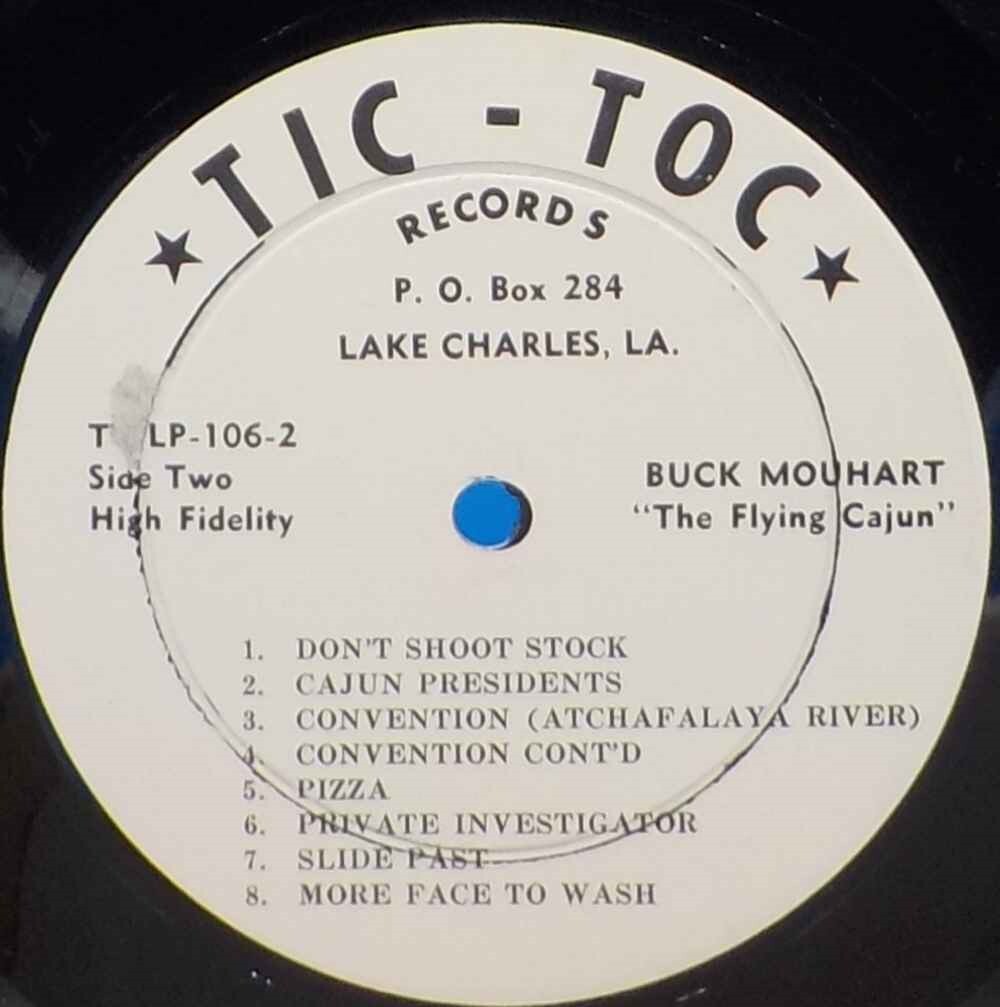 TIC - TOC
RECORDS
P. O. Box 284
LAKE CHARLES, LA.
T LP-106-2
Side Two
High Fidelity
BUCK MOUHART
“The Flying Cajun”
1. DON'T SHOOT STOCK
2. CAJUN PRESIDENTS
3. CONVENTION (ATCHAFALAYA RIVER)
4. CONVENTION CONT'D
5. PIZZA
6. PRIVATE INVESTIGATOR
7. SLIDE PAST
8. MORE FACE TO WASH